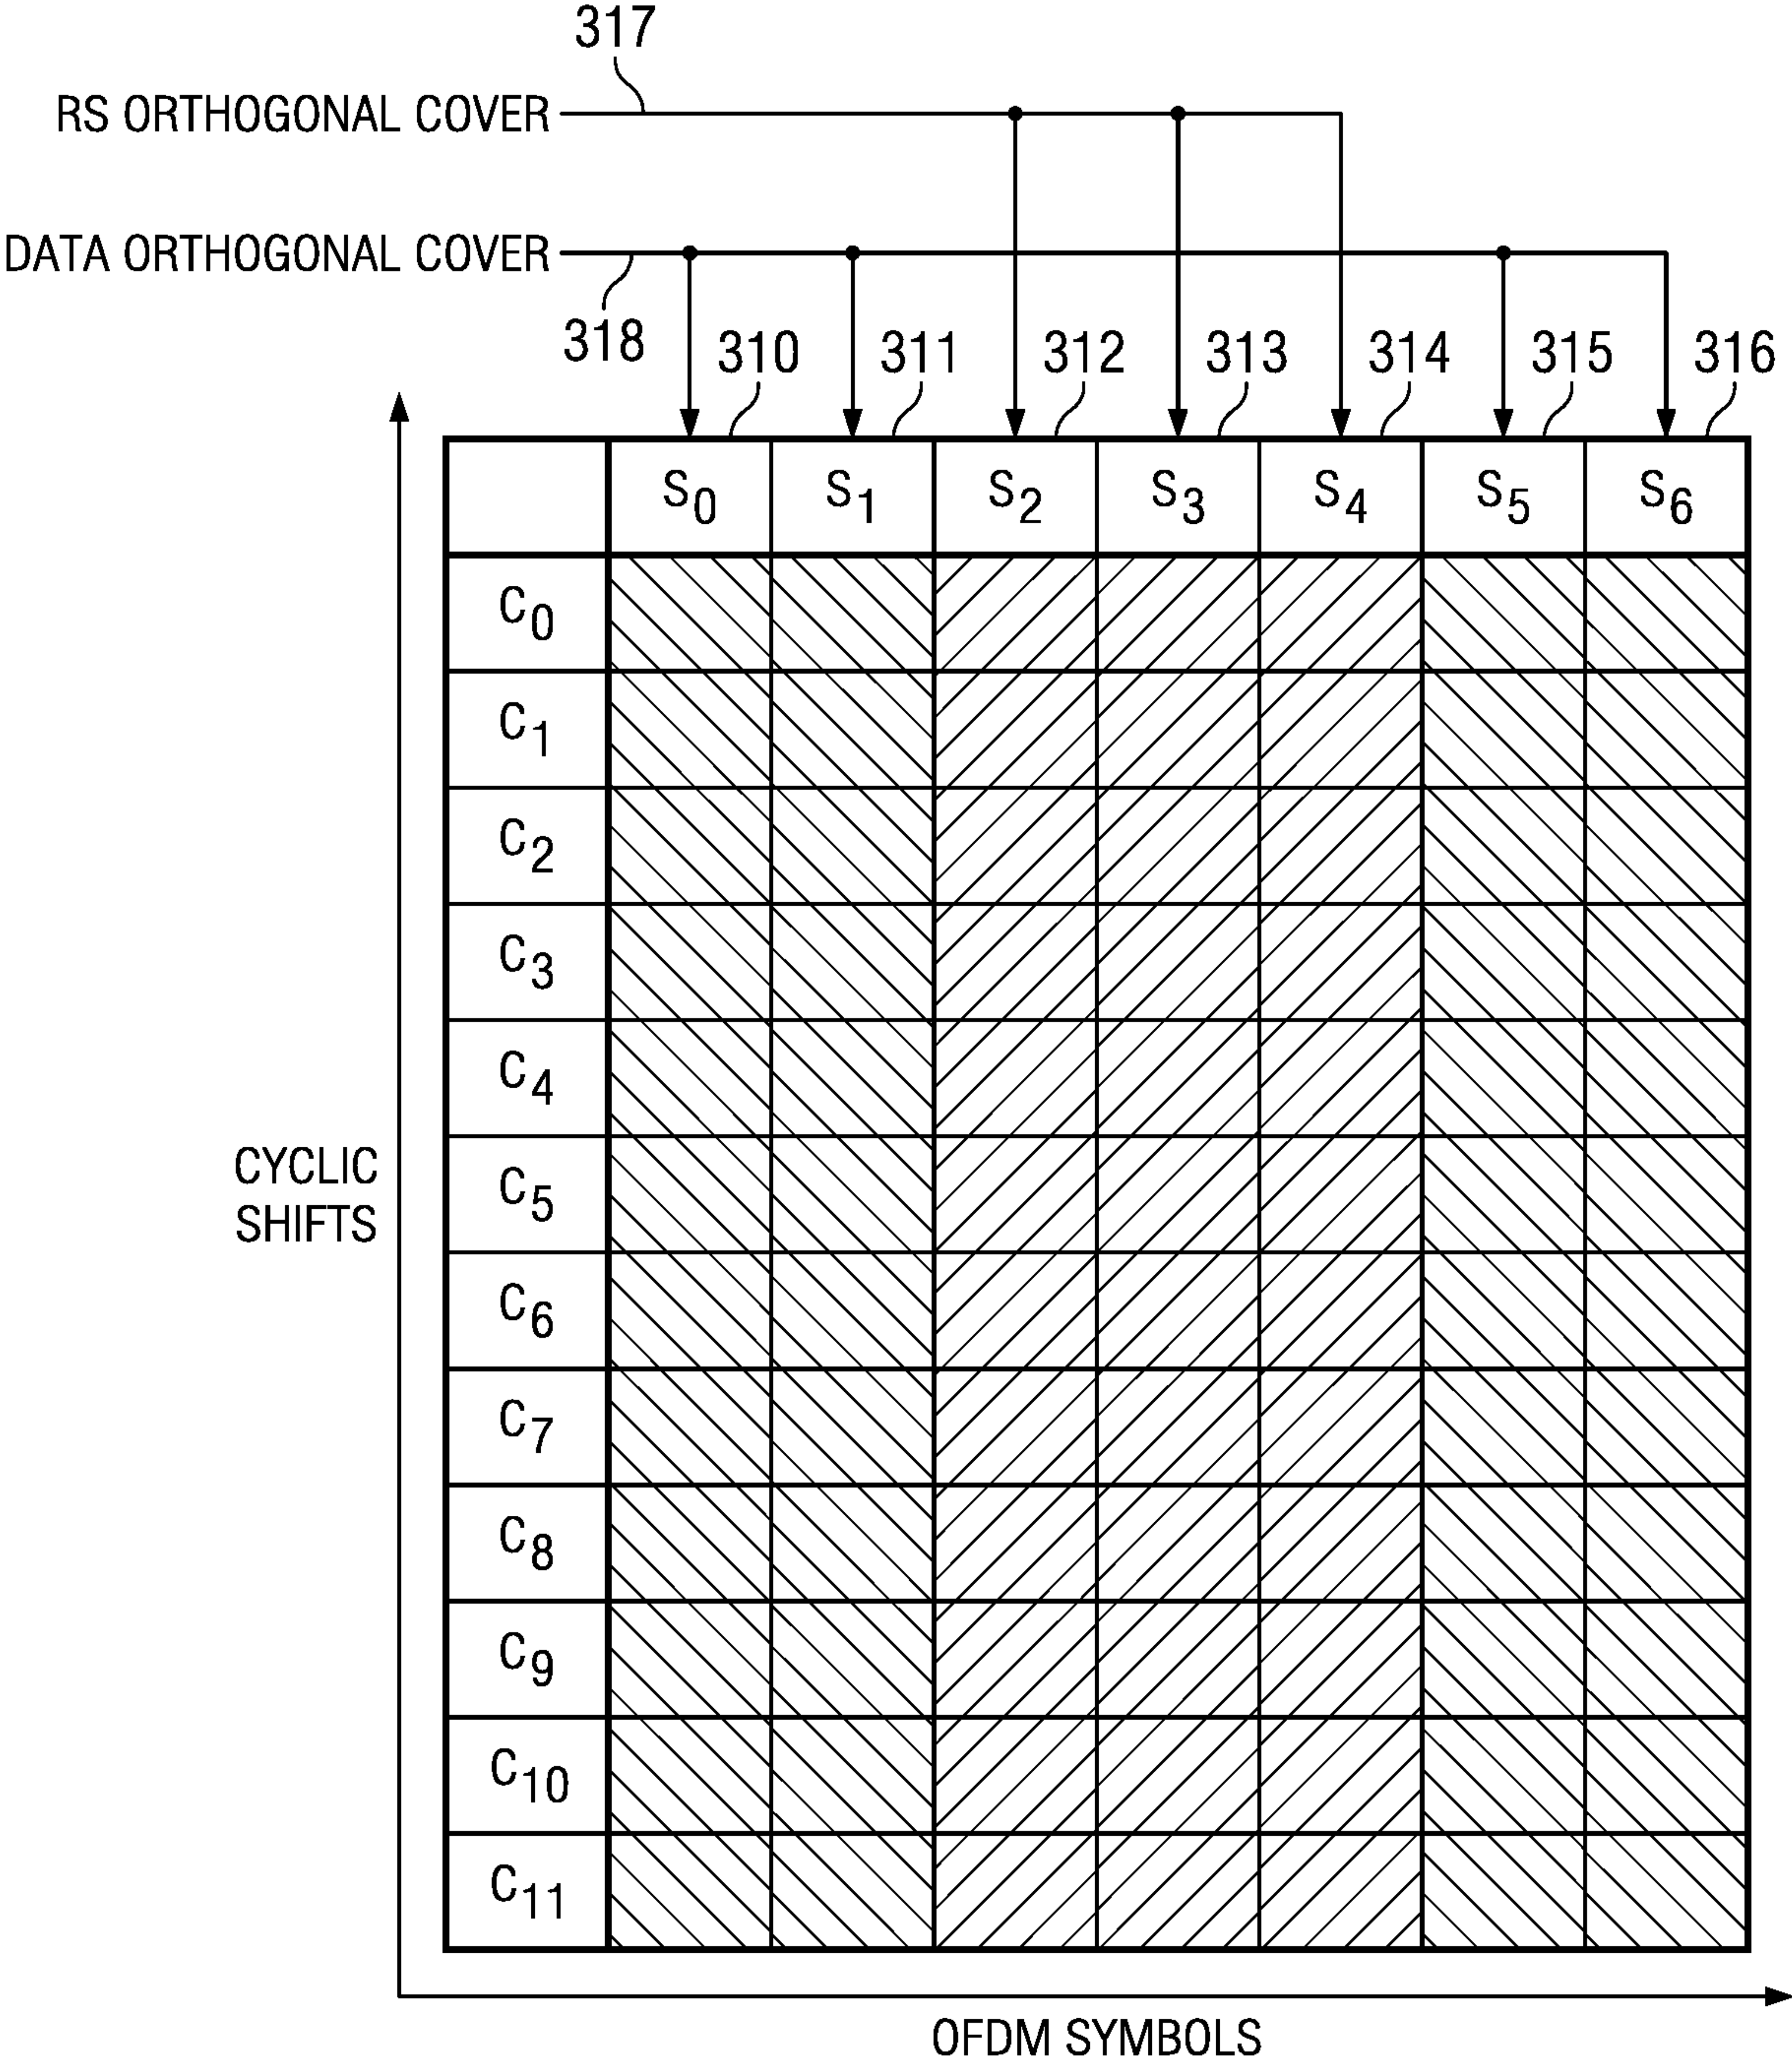 317
RS ORTHOGONAL COVER
DATA ORTHOGONAL COVER
318 310 311 312 313 314 315 316
S0 S1 S2 S3 S4 S5 S6
C0
C1
C2
C3
C4
C5
C6
C7
C8
C9
C10
C11
CYCLIC
SHIFTS
OFDM SYMBOLS